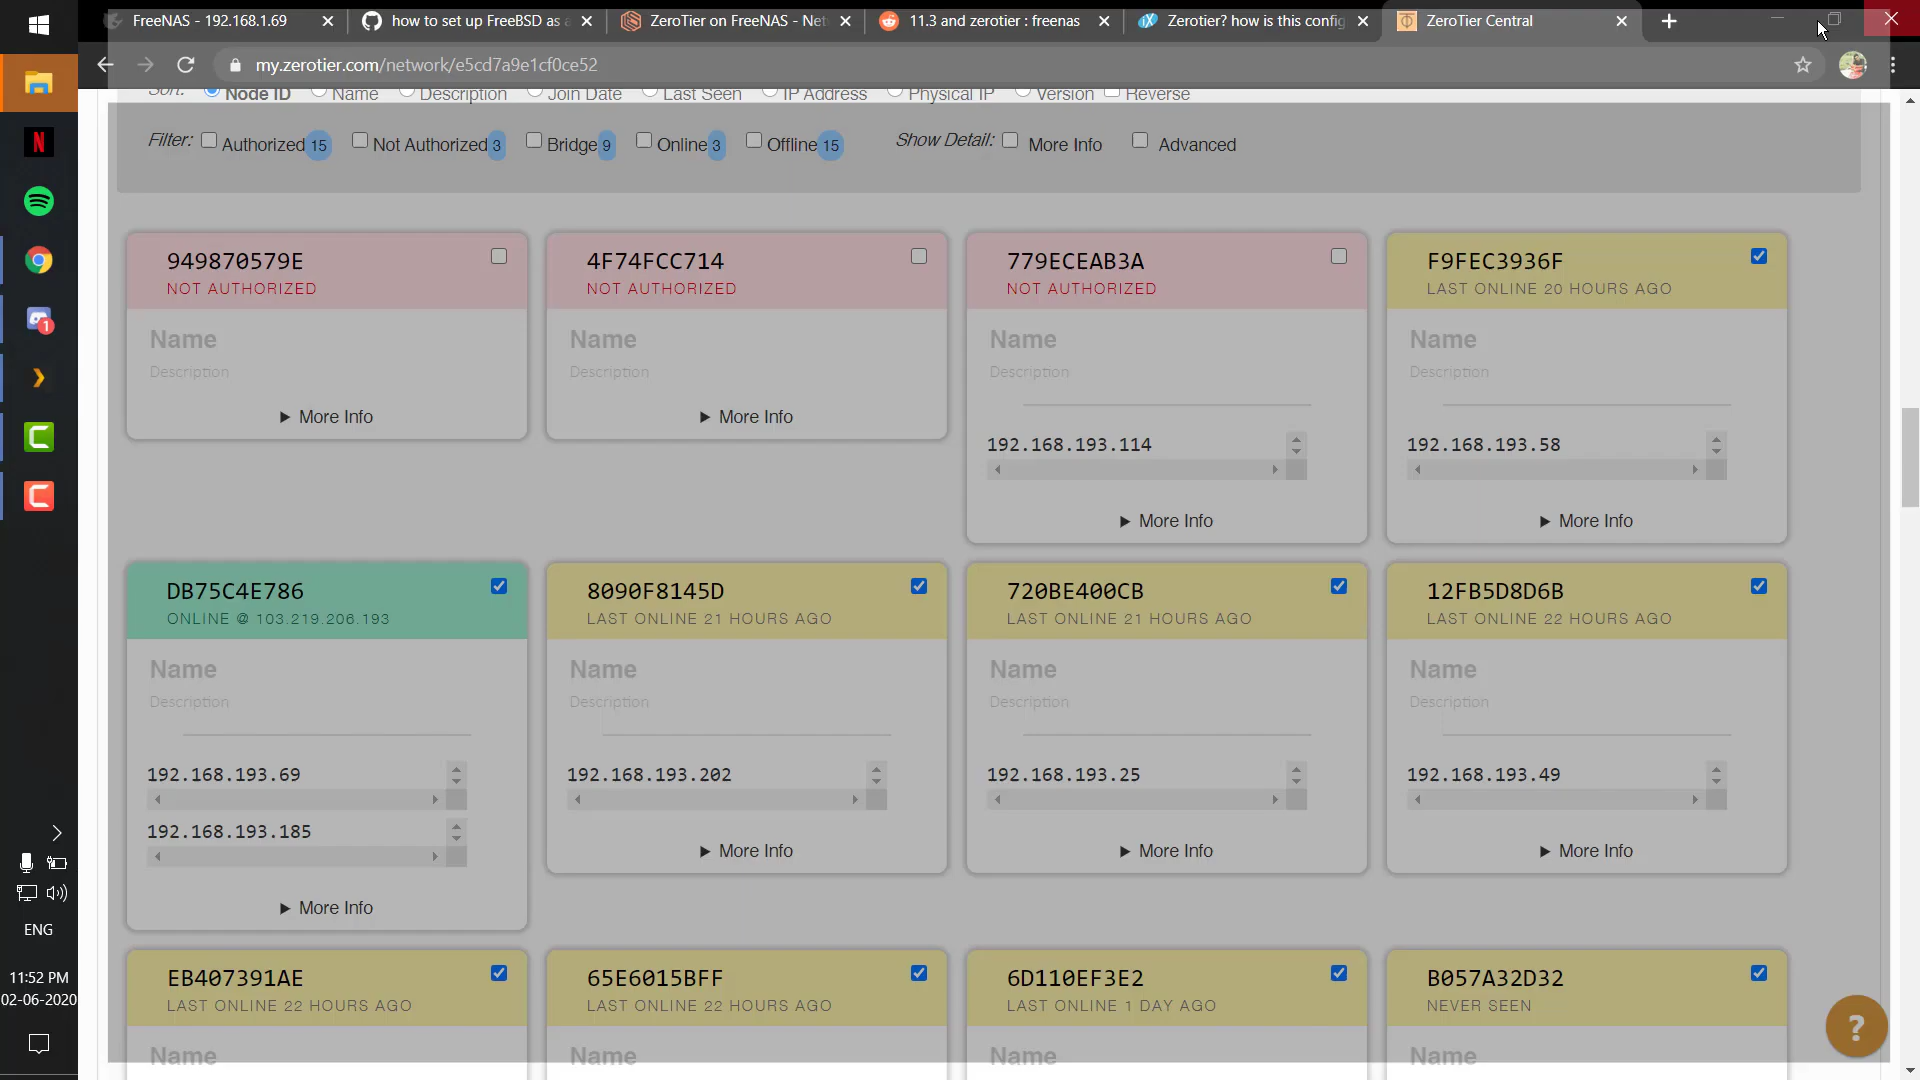 FreeNAS - 192.168.1.69
how to set up FreeBSD as a
ZeroTier on FreeNAS - Net
11.3 and zerotier : freenas
Zerotier? how is this config
ZeroTier Central
my.zerotier.com/network/e5cd7a9e1cf0ce52
Sort: Node ID Name Description Join Date Last Seen IP Address Physical IP Version Reverse
Filter: Authorized 15 Not Authorized 3 Bridge 9 Online 3 Offline 15 Show Detail: More Info Advanced
949870579E
NOT AUTHORIZED
Name
Description
More Info
4F74FCC714
NOT AUTHORIZED
Name
Description
More Info
779ECEAB3A
NOT AUTHORIZED
Name
Description
192.168.193.114
More Info
F9FEC3936F
LAST ONLINE 20 HOURS AGO
Name
Description
192.168.193.58
More Info
DB75C4E786
ONLINE @ 103.219.206.193
Name
Description
192.168.193.69
192.168.193.185
More Info
8090F8145D
LAST ONLINE 21 HOURS AGO
Name
Description
192.168.193.202
More Info
720BE400CB
LAST ONLINE 21 HOURS AGO
Name
Description
192.168.193.25
More Info
12FB5D8D6B
LAST ONLINE 22 HOURS AGO
Name
Description
192.168.193.49
More Info
EB407391AE
LAST ONLINE 22 HOURS AGO
Name
65E6015BFF
LAST ONLINE 22 HOURS AGO
Name
6D110EF3E2
LAST ONLINE 1 DAY AGO
Name
B057A32D32
NEVER SEEN
Name
?
N
1
ENG
11:52 PM
02-06-2020